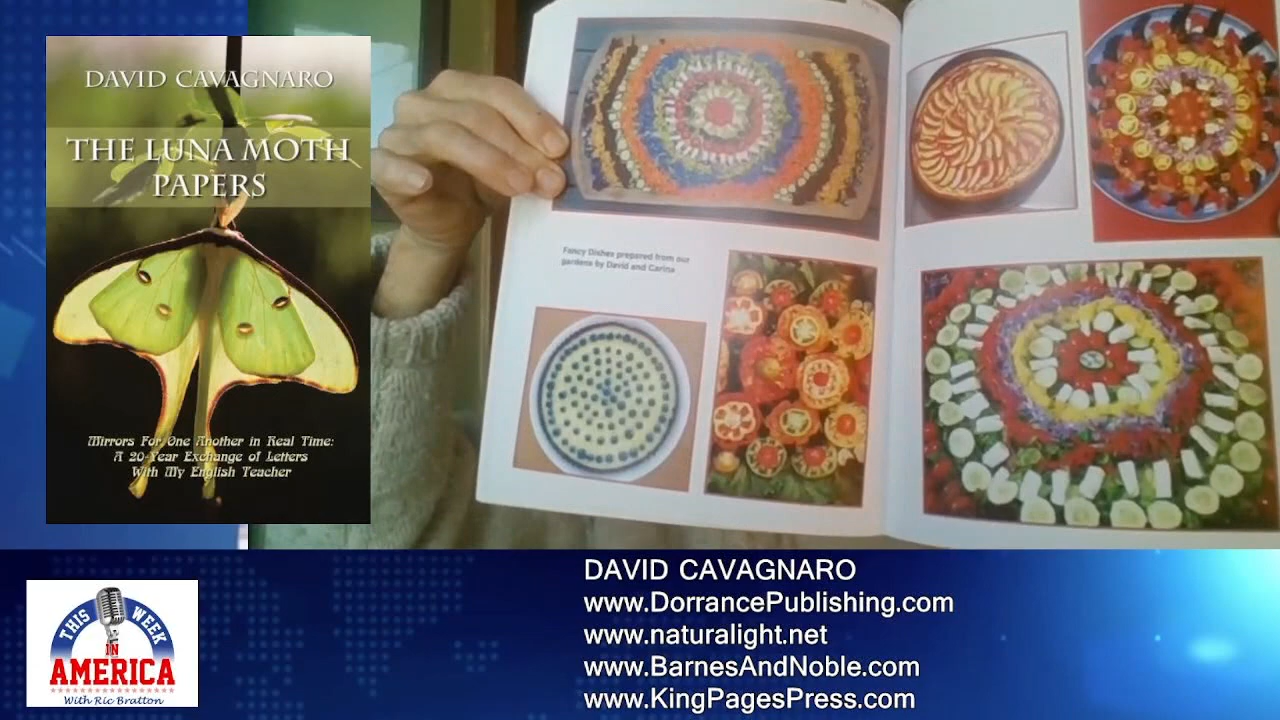 DAVID CAVAGNARO
THE LUNA MOTH
PAPERS
Mirrors For One Another in Real Time:
A 20-Year Exchange of Letters
With My English Teacher
Fancy Dishes prepared from our
gardens by David and Carina
THIS WEEK
IN
AMERICA
With Ric Bratton
DAVID CAVAGNARO
www.DorrancePublishing.com
www.naturalight.net
www.BarnesAndNoble.com
www.KingPagesPress.com